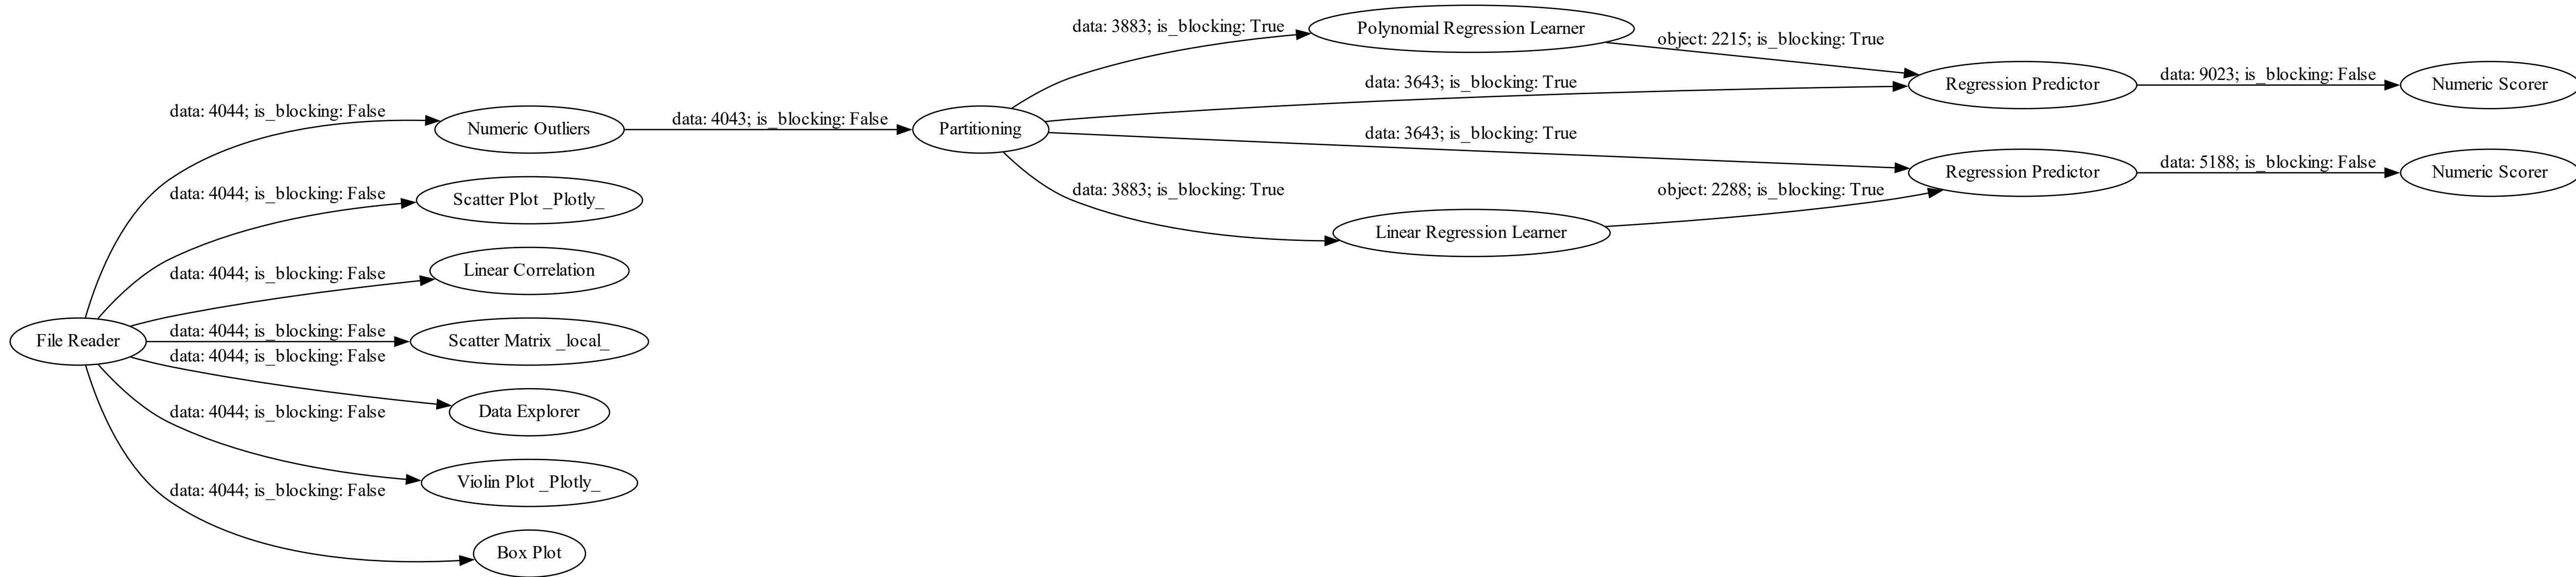 data: 3883; is_blocking: True
Polynomial Regression Learner
object: 2215; is_blocking: True
data: 3643; is_blocking: True
Regression Predictor
data: 9023; is_blocking: False
Numeric Scorer
data: 4044; is_blocking: False
Numeric Outliers
data: 4043; is_blocking: False
Partitioning
data: 3643; is_blocking: True
Regression Predictor
data: 5188; is_blocking: False
Numeric Scorer
data: 3883; is_blocking: True
object: 2288; is_blocking: True
Linear Regression Learner
data: 4044; is_blocking: False
Scatter Plot _Plotly_
data: 4044; is_blocking: False
Linear Correlation
File Reader
data: 4044; is_blocking: False
Scatter Matrix _local_
data: 4044; is_blocking: False
Data Explorer
data: 4044; is_blocking: False
Violin Plot _Plotly_
data: 4044; is_blocking: False
Box Plot